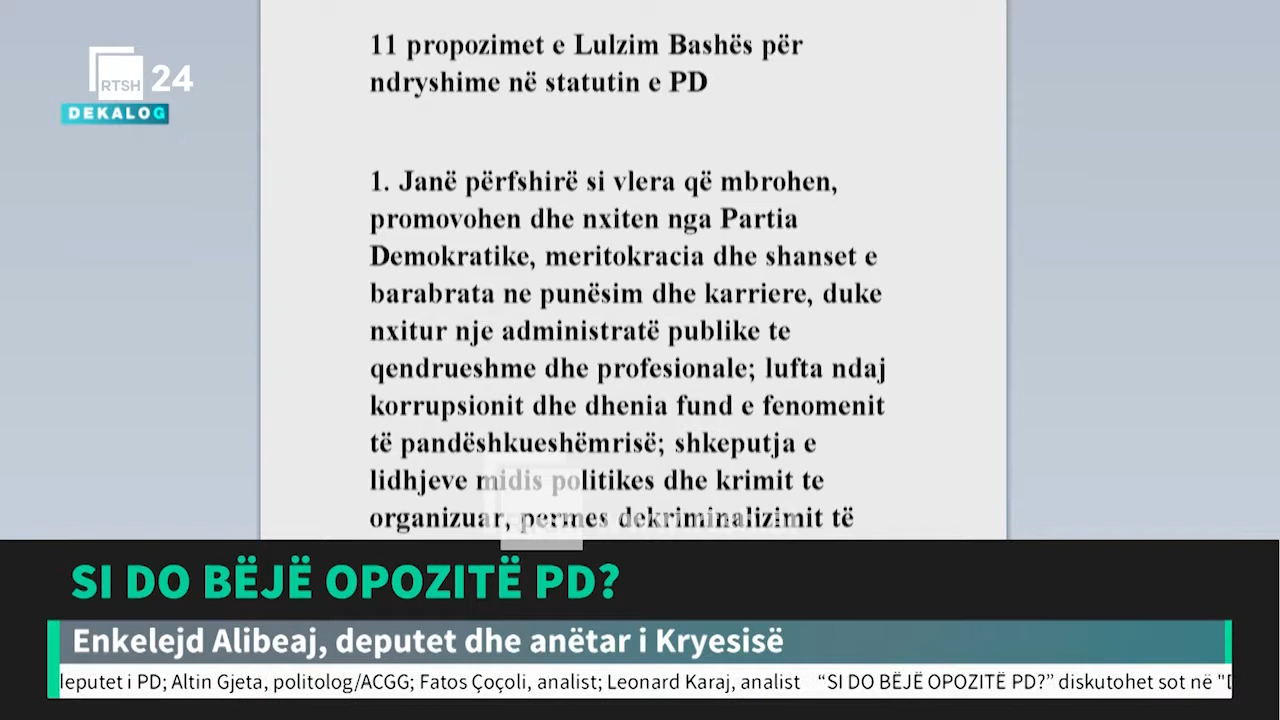 RTSH 24
DEKALOG
11 propozimet e Lulzim Bashës për
ndryshime në statutin e PD
1. Janë përfshirë si vlera që mbrohen,
promovohen dhe nxiten nga Partia
Demokratike, meritokracia dhe shanset e
barabrata ne punësim dhe karriere, duke
nxitur nje administratë publike te
qendrueshme dhe profesionale; lufta ndaj
korrupsionit dhe dhenia fund e fenomenit
të pandëshkueshëmrisë; shkeputja e
lidhjeve midis politikes dhe krimit te
organizuar, permes dekriminalizimit të
SI DO BËJË OPOZITË PD?
Enkelejd Alibeaj, deputet dhe anëtar i Kryesisë
deputet i PD; Altin Gjeta, politolog/ACGG; Fatos Çoçoli, analist; Leonard Karaj, analist “SI DO BËJË OPOZITË PD?” diskutohet sot në "